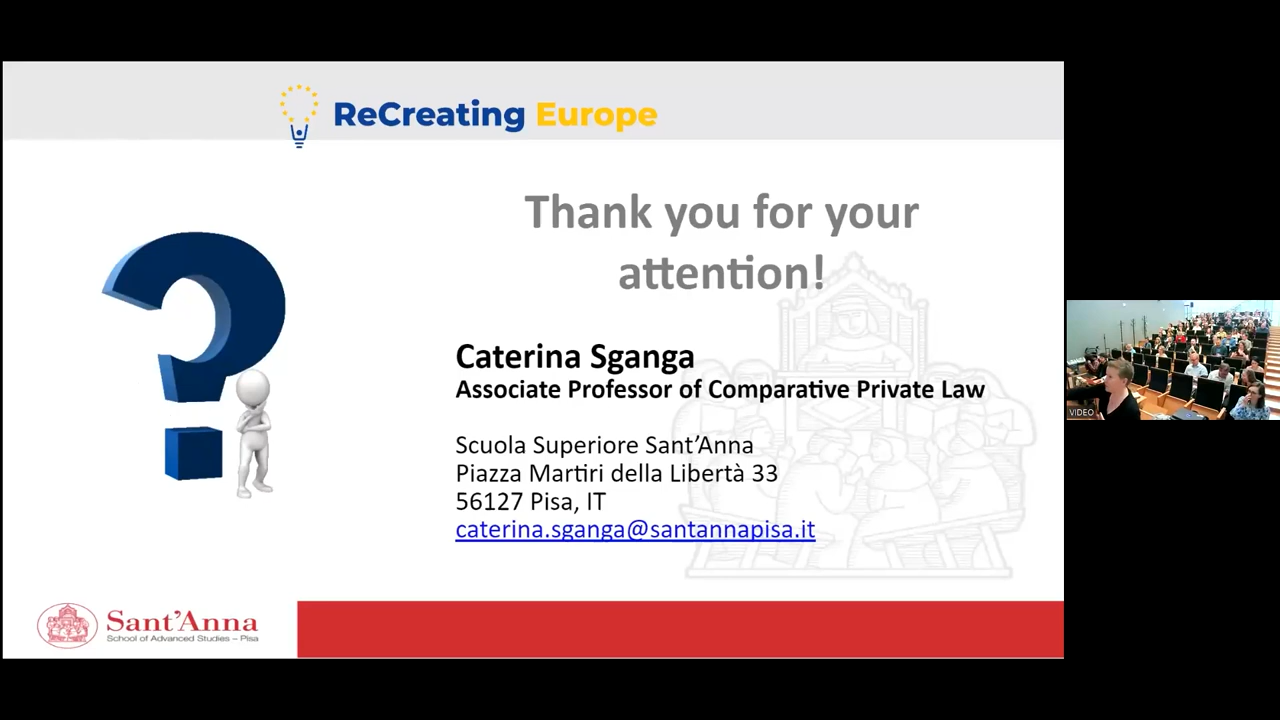 ReCreating Europe
Thank you for your
attention!
Caterina Sganga
Associate Professor of Comparative Private Law
Scuola Superiore Sant’Anna
Piazza Martiri della Libertà 33
56127 Pisa, IT
caterina.sganga@santannapisa.it
Sant’Anna
School of Advanced Studies – Pisa
VIDEO